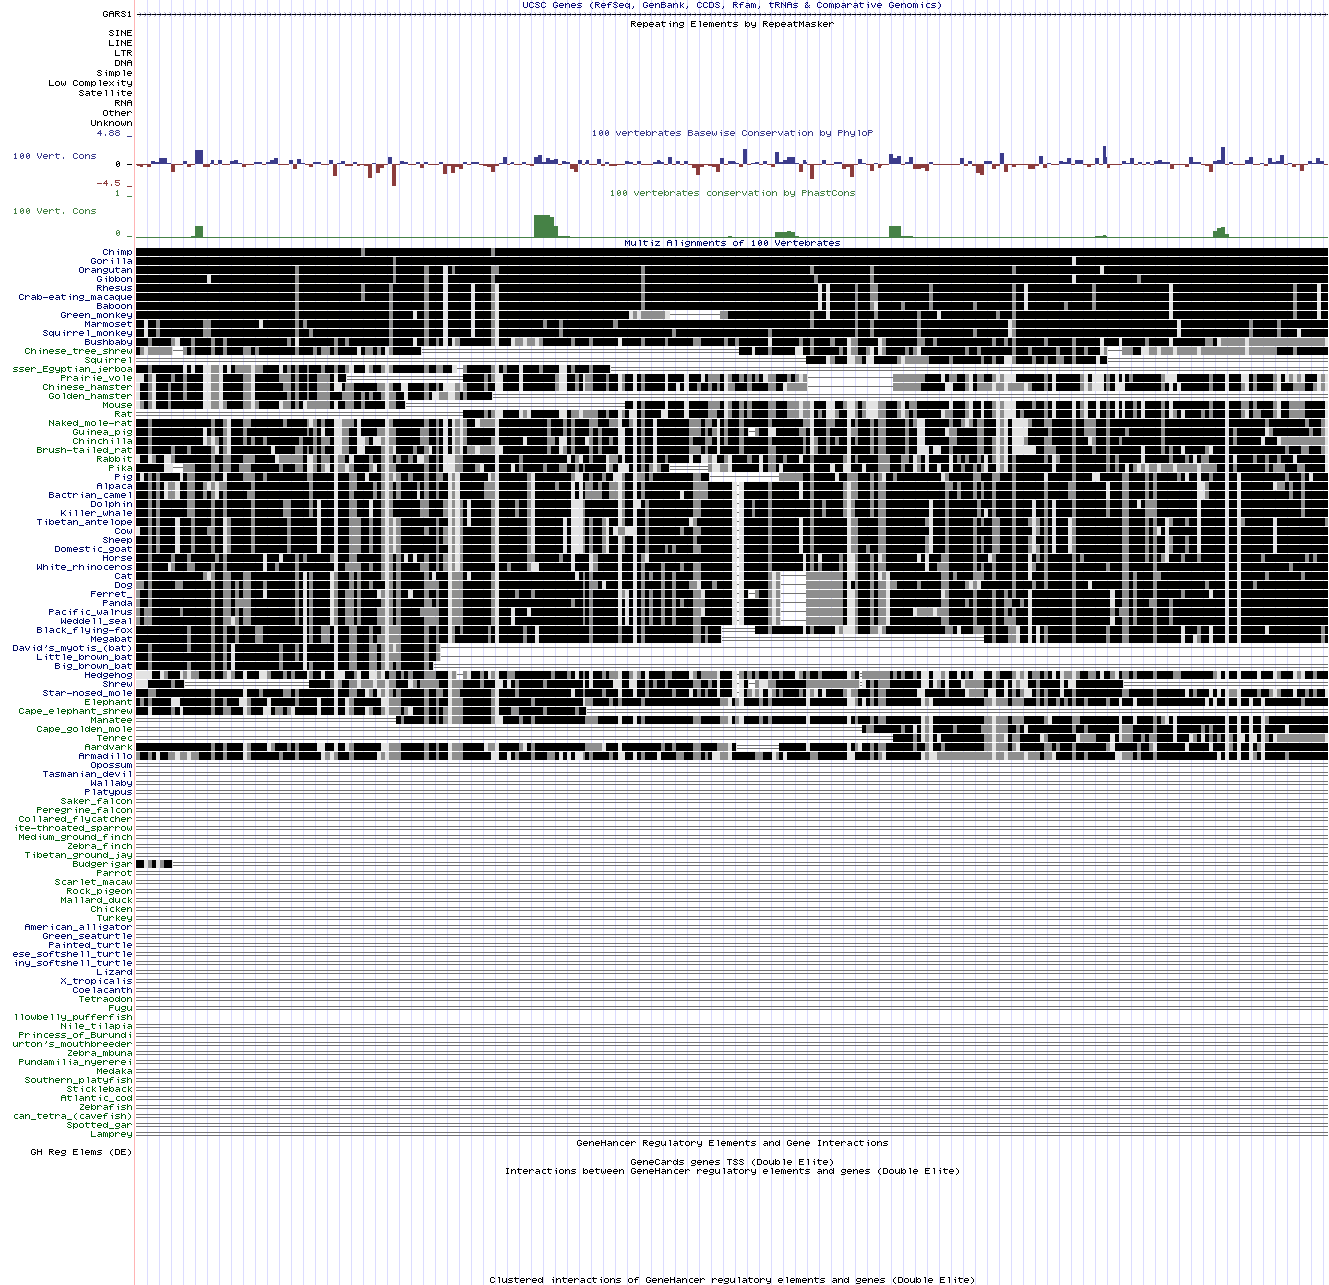 UCSC Genes (RefSeq, GenBank, CCDS, Rfam, tRNAs & Comparative Genomics)
GARS1
Repeating Elements by RepeatMasker
SINE
LINE
LTR
DNA
Simple
Low Complexity
Satellite
RNA
Other
Unknown
4.88 _
100 vertebrates Basewise Conservation by PhyloP
100 Vert. Cons
0 _
-4.5 _
1 _
100 vertebrates conservation by PhastCons
100 Vert. Cons
0 _
Multiz Alignments of 100 Vertebrates
Chimp
Gorilla
Orangutan
Gibbon
Rhesus
Crab-eating_macaque
Baboon
Green_monkey
Marmoset
Squirrel_monkey
Bushbaby
Chinese_tree_shrew
Squirrel
sser_Egyptian_jerboa
Prairie_vole
Chinese_hamster
Golden_hamster
Mouse
Rat
Naked_mole-rat
Guinea_pig
Chinchilla
Brush-tailed_rat
Rabbit
Pika
Pig
Alpaca
Bactrian_camel
Dolphin
Killer_whale
Tibetan_antelope
Cow
Sheep
Domestic_goat
Horse
White_rhinoceros
Cat
Dog
Ferret_
Panda
Pacific_walrus
Weddell_seal
Black_flying-fox
Megabat
David's_myotis_(bat)
Little_brown_bat
Big_brown_bat
Hedgehog
Shrew
Star-nosed_mole
Elephant
Cape_elephant_shrew
Manatee
Cape_golden_mole
Tenrec
Aardvark
Armadillo
Opossum
Tasmanian_devil
Wallaby
Platypus
Saker_falcon
Peregrine_falcon
Collared_flycatcher
ite-throated_sparrow
Medium_ground_finch
Zebra_finch
Tibetan_ground_jay
Budgerigar
Parrot
Scarlet_macaw
Rock_pigeon
Mallard_duck
Chicken
Turkey
American_alligator
Green_seaturtle
Painted_turtle
ese_softshell_turtle
iny_softshell_turtle
Lizard
X_tropicalis
Coelacanth
Tetraodon
Fugu
llowbelly_pufferfish
Nile_tilapia
Princess_of_Burundi
urton's_mouthbreeder
Zebra_mbuna
Pundamilia_nyererei
Medaka
Southern_platyfish
Stickleback
Atlantic_cod
Zebrafish
can_tetra_(cavefish)
Spotted_gar
Lamprey
GeneHancer Regulatory Elements and Gene Interactions
GH Reg Elems (DE)
GeneCards genes TSS (Double Elite)
Interactions between GeneHancer regulatory elements and genes (Double Elite)
Clustered interactions of GeneHancer regulatory elements and genes (Double Elite)